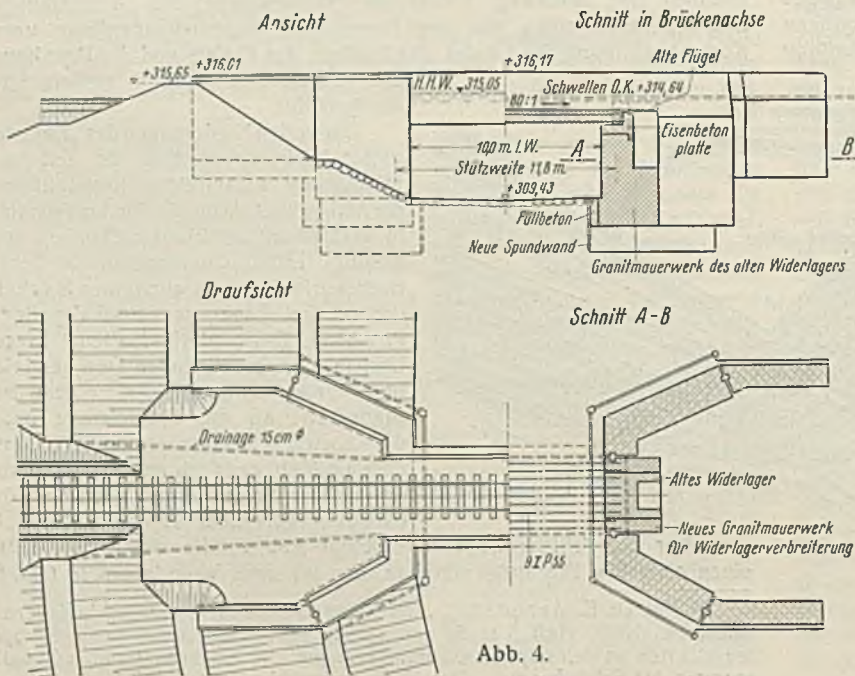 Ansicht
Schnitt in Brückenachse
+315,65
+316,01
+316,17
Alte Flügel
H.H.W. 315,05
Schwellen O.K. +314,64
80:1
10,0 m. l.W.
A
Eisenbeton
platte
B
Stützweite 11,8 m.
+309,43
Füllbeton
Neue Spundwand
Granitmauerwerk des alten Widerlagers
Draufsicht
Schnitt A-B
Drainage 15cm ⌀
Altes Widerlager
Neues Granitmauerwerk
für Widerlagerverbreiterung
9 I P 55
Abb. 4.